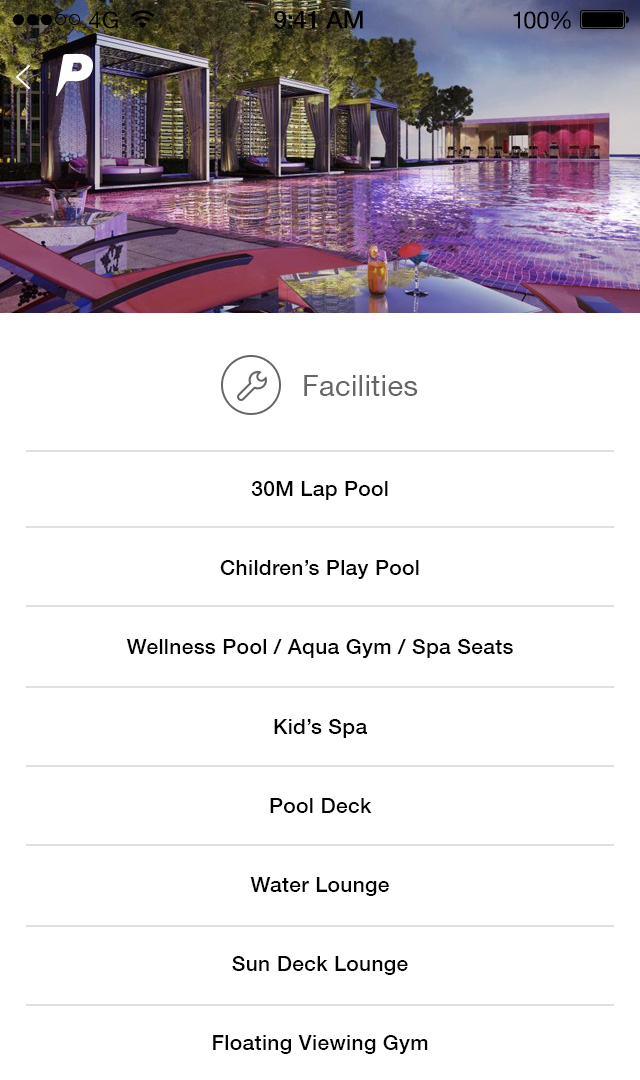 4G 9:41 AM 100%
P
Facilities
30M Lap Pool
Children’s Play Pool
Wellness Pool / Aqua Gym / Spa Seats
Kid’s Spa
Pool Deck
Water Lounge
Sun Deck Lounge
Floating Viewing Gym